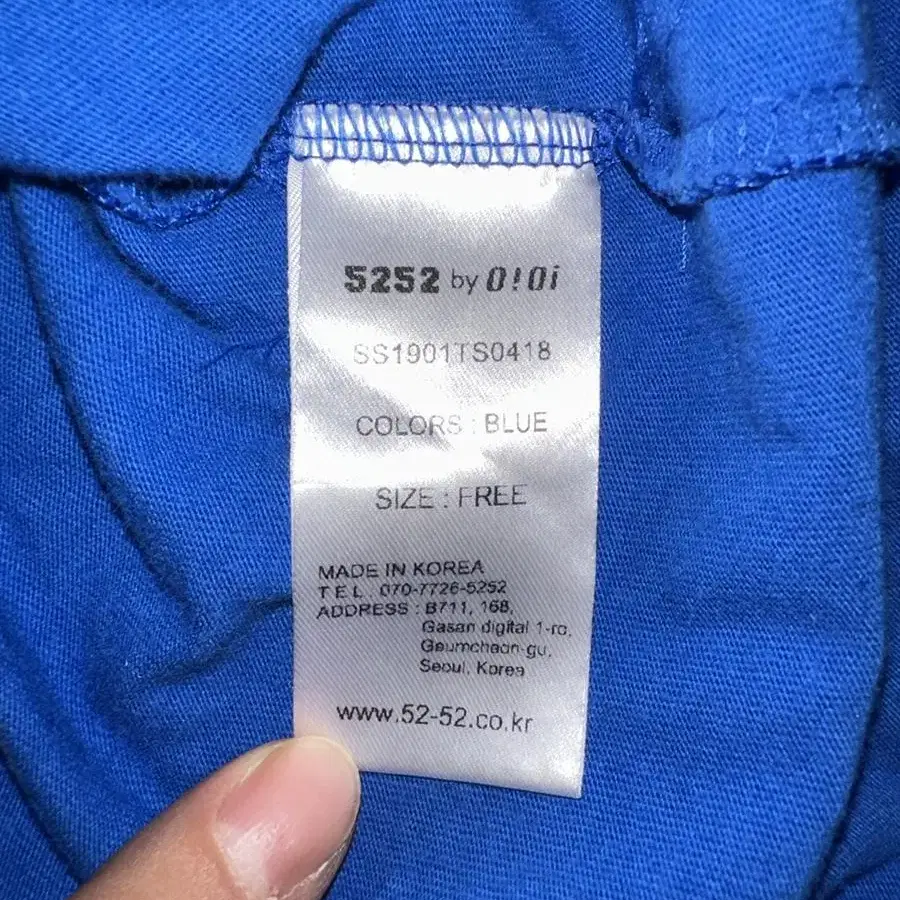 5252 by O!Oi
SS1901TS0418
COLORS : BLUE
SIZE : FREE
MADE IN KOREA
TEL : 070-7726-5252
ADDRESS : B711, 168,
Gasan digital 1-ro,
Geumcheon-gu,
Seoul, Korea
www.52-52.co.kr